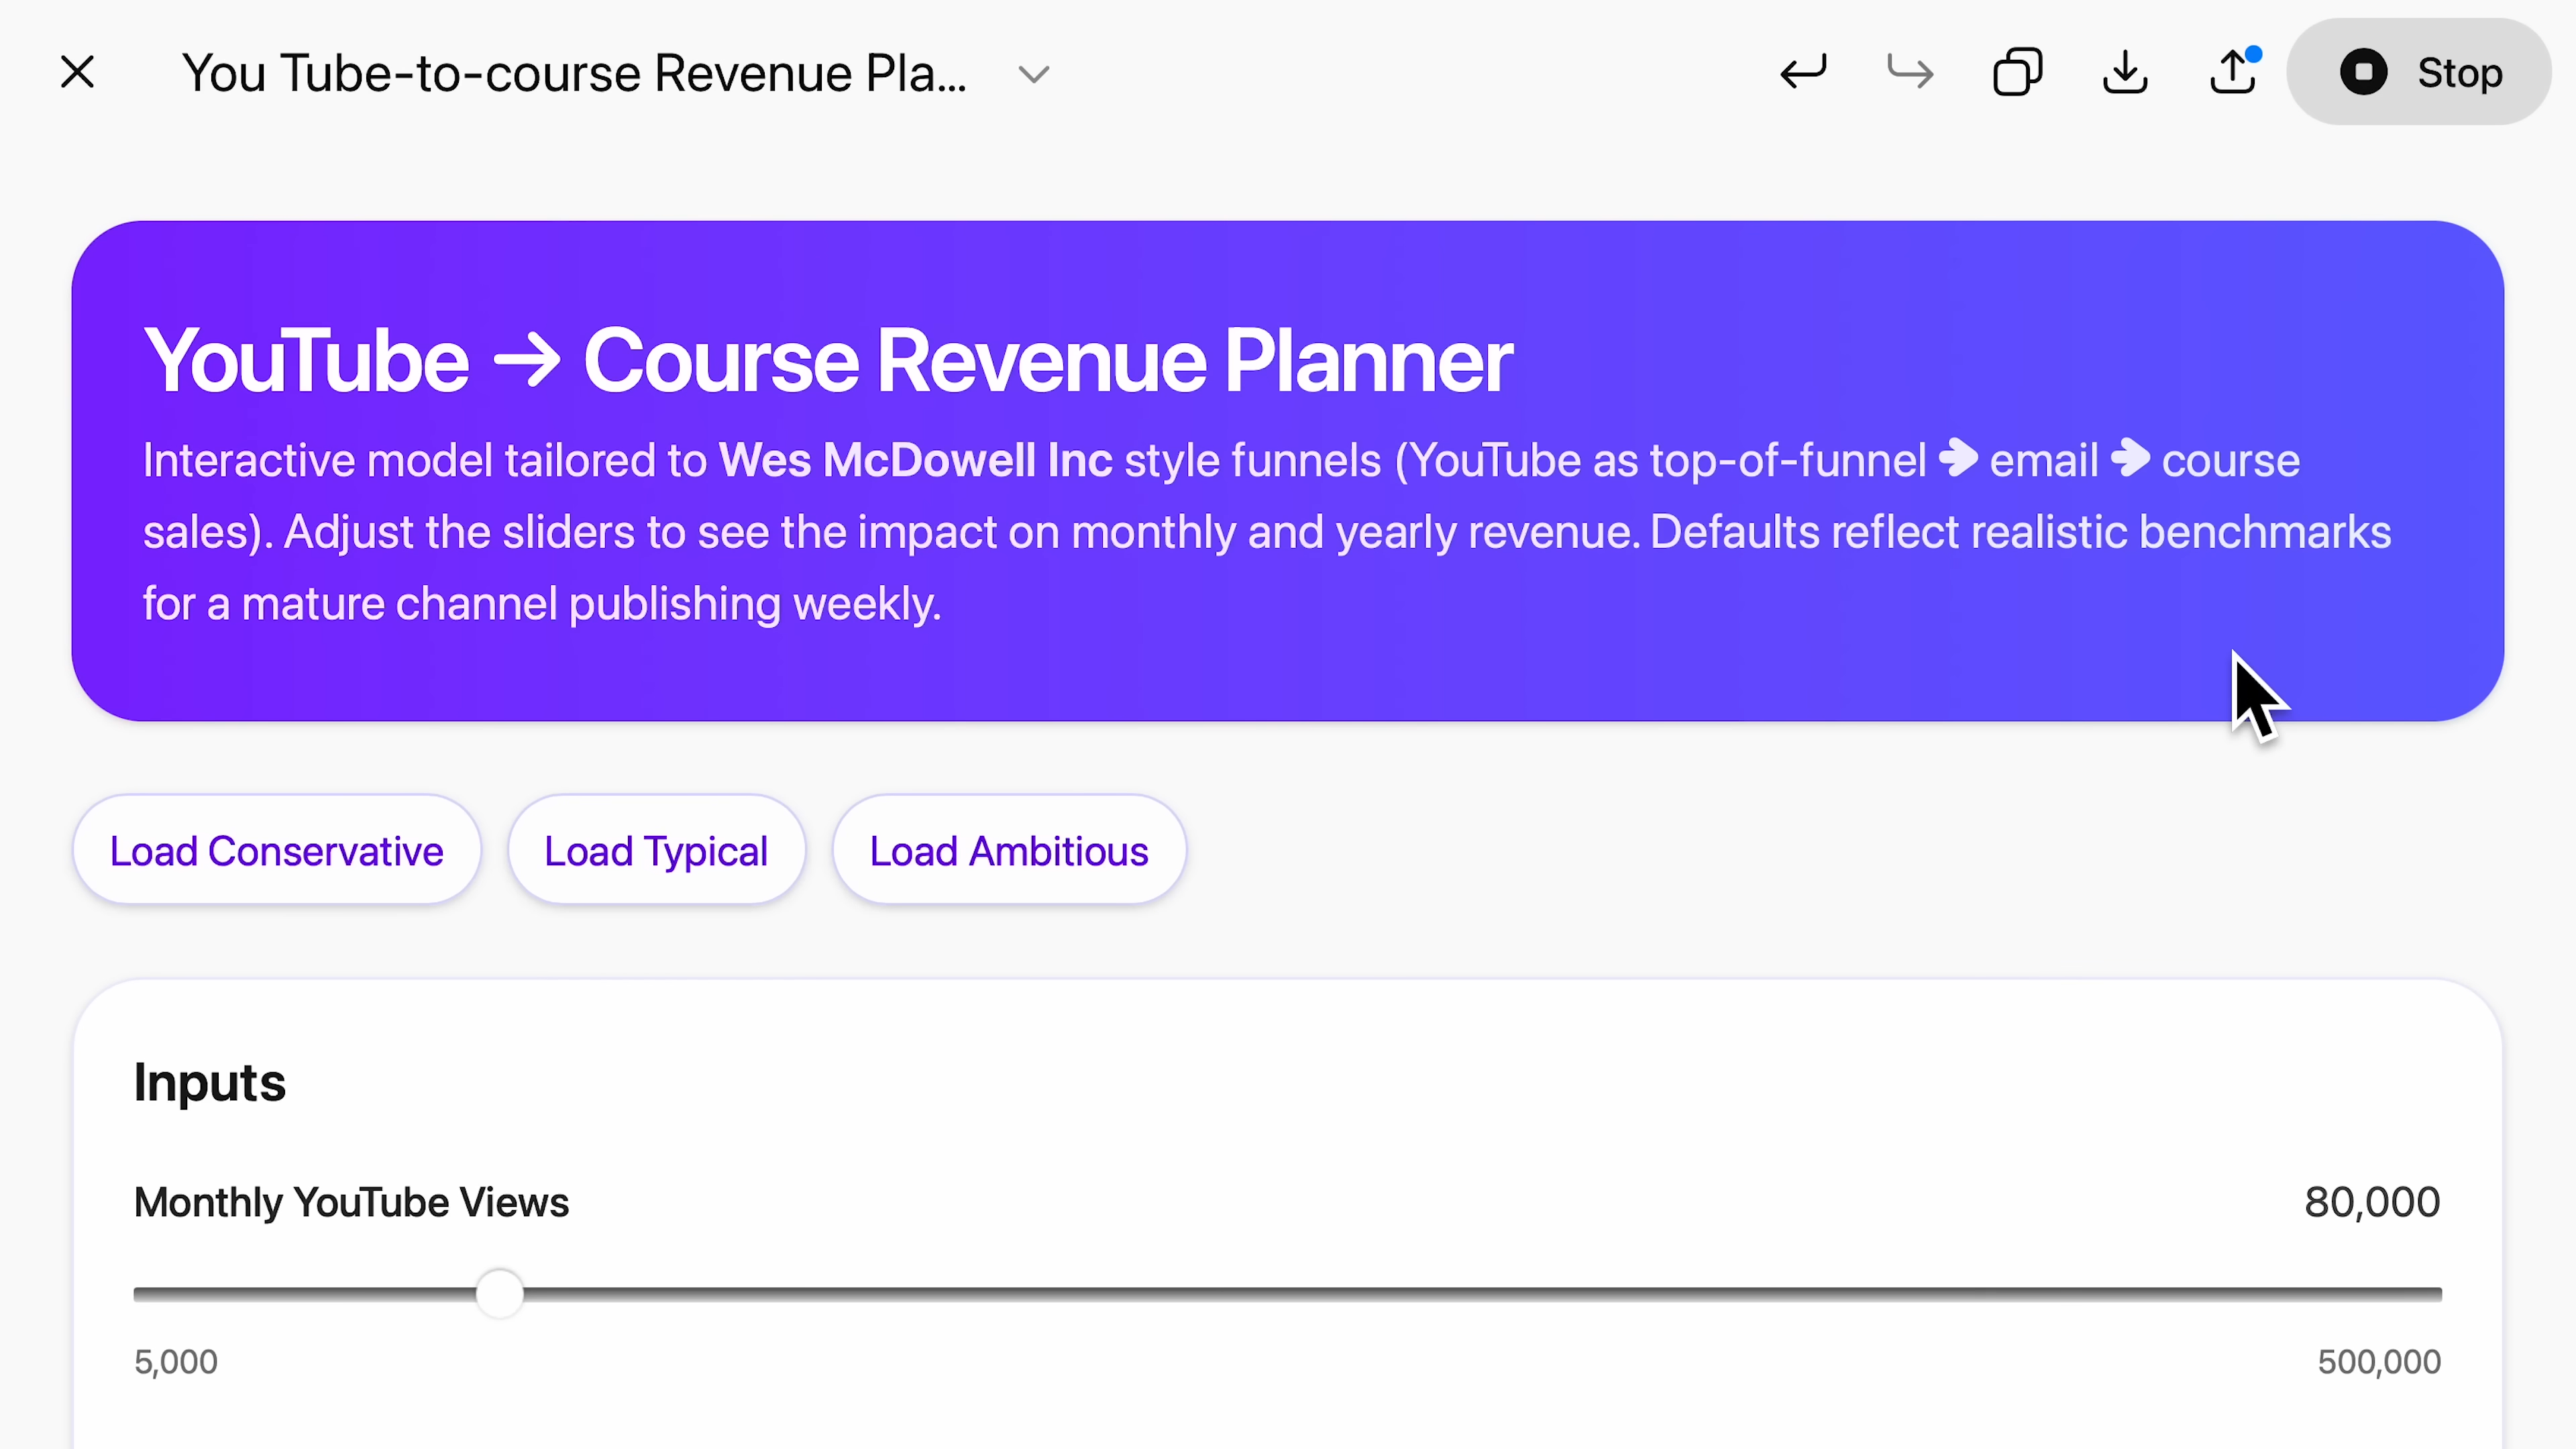 You Tube-to-course Revenue Pla...
Stop
YouTube → Course Revenue Planner
Interactive model tailored to Wes McDowell Inc style funnels (YouTube as top-of-funnel → email → course
sales). Adjust the sliders to see the impact on monthly and yearly revenue. Defaults reflect realistic benchmarks
for a mature channel publishing weekly.
Load Conservative
Load Typical
Load Ambitious
Inputs
Monthly YouTube Views
80,000
5,000
500,000